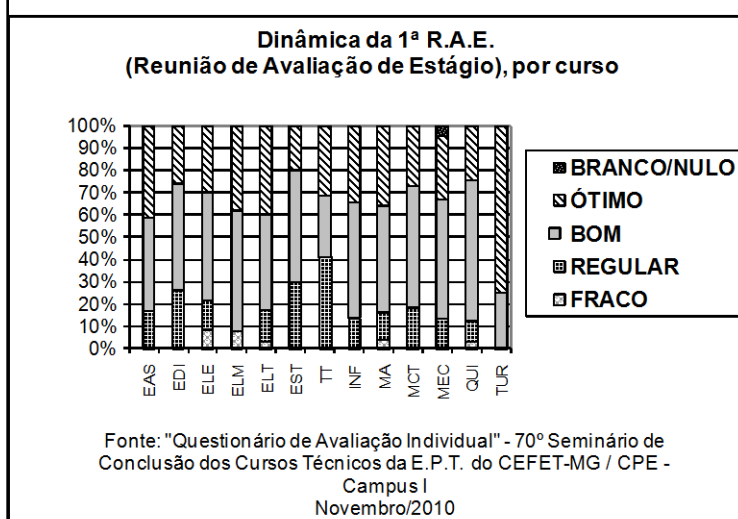 Dinâmica da 1ª R.A.E.
(Reunião de Avaliação de Estágio), por curso
100%
90%
80%
70%
60%
50%
40%
30%
20%
10%
0%
EAS
EDI
ELE
ELM
ELT
EST
TT
INF
MA
MCT
MEC
QUI
TUR
BRANCO/NULO
ÓTIMO
BOM
REGULAR
FRACO
Fonte: "Questionário de Avaliação Individual" - 70º Seminário de
Conclusão dos Cursos Técnicos da E.P.T. do CEFET-MG / CPE -
Campus I
Novembro/2010